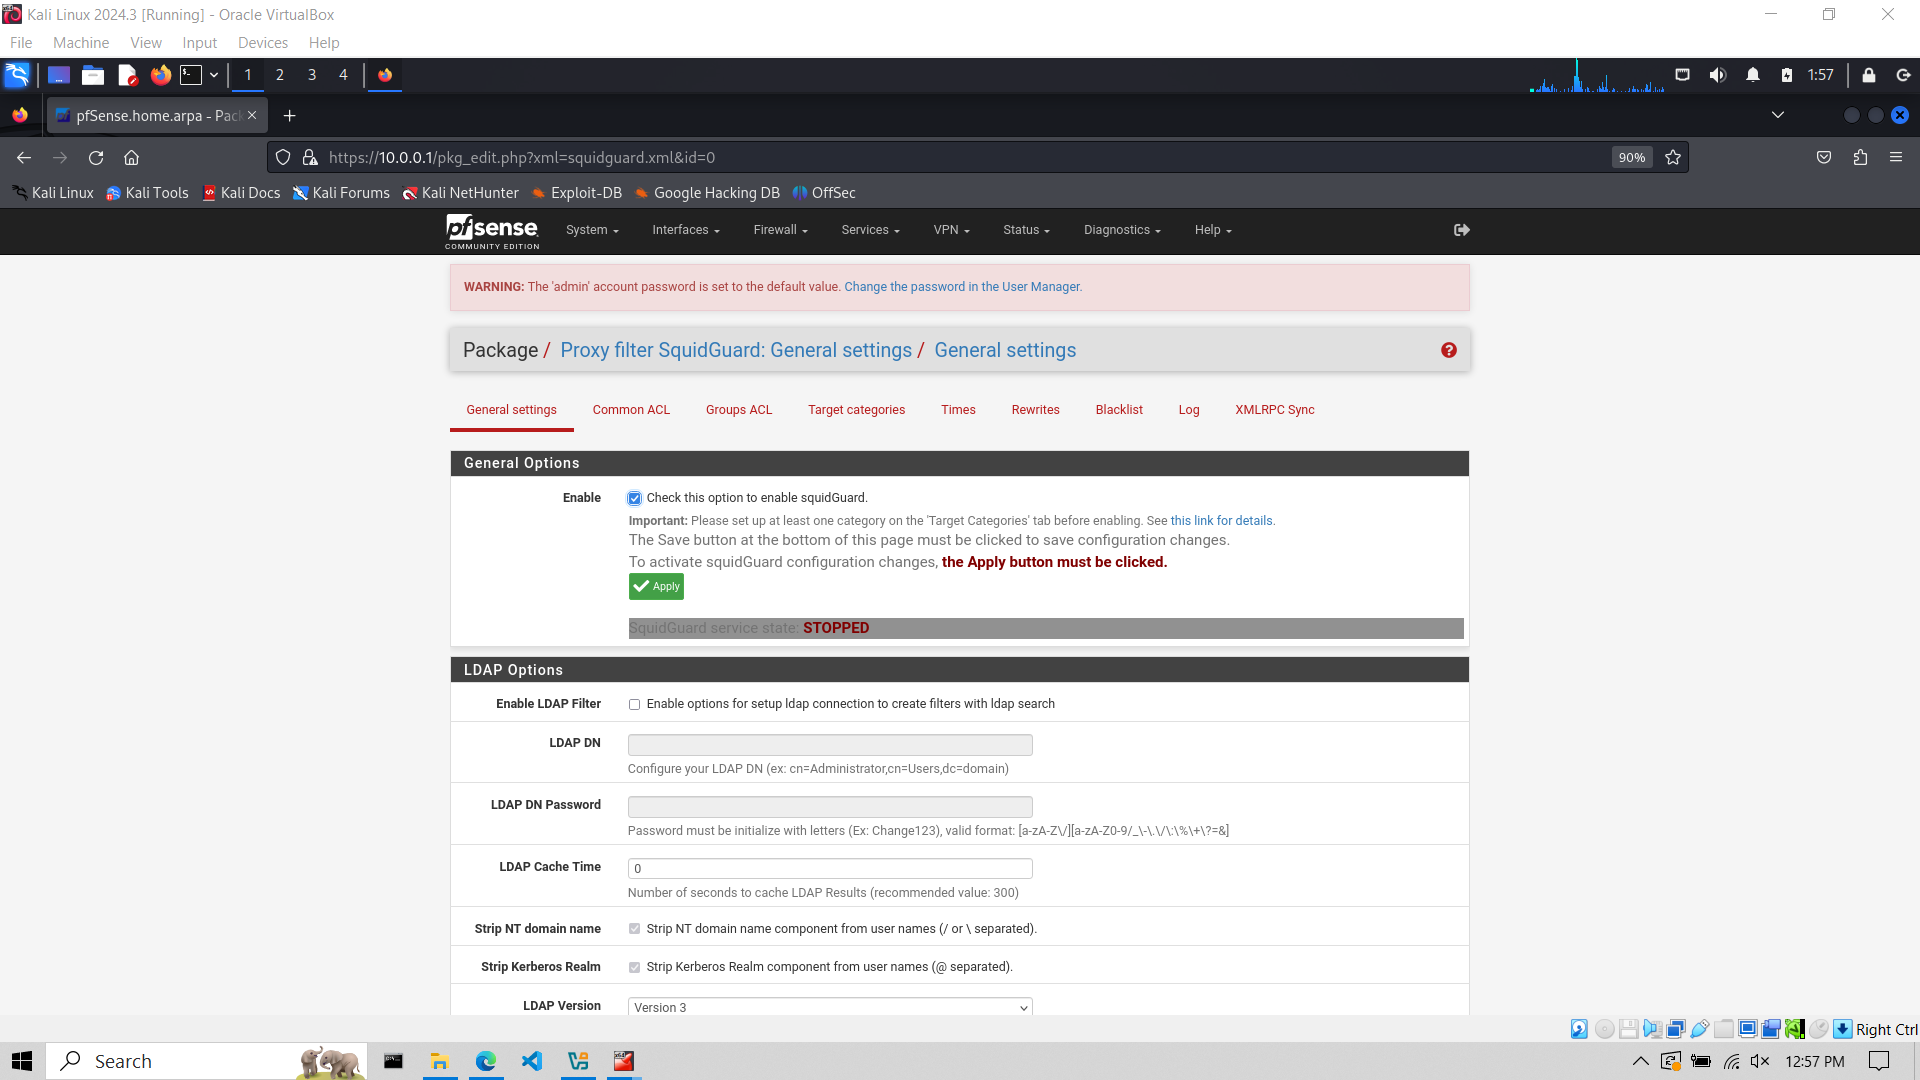 Kali Linux 2024.3 [Running] - Oracle VirtualBox
File Machine View Input Devices Help
1 2 3 4 1:57
pfSense.home.arpa - Pack
https://10.0.0.1/pkg_edit.php?xml=squidguard.xml&id=0 90%
Kali Linux Kali Tools Kali Docs Kali Forums Kali NetHunter Exploit-DB Google Hacking DB OffSec
pfsense
COMMUNITY EDITION
System Interfaces Firewall Services VPN Status Diagnostics Help
WARNING: The 'admin' account password is set to the default value. Change the password in the User Manager.
Package / Proxy filter SquidGuard: General settings / General settings
General settings Common ACL Groups ACL Target categories Times Rewrites Blacklist Log XMLRPC Sync
General Options
Enable Check this option to enable squidGuard.
Important: Please set up at least one category on the 'Target Categories' tab before enabling. See this link for details.
The Save button at the bottom of this page must be clicked to save configuration changes.
To activate squidGuard configuration changes, the Apply button must be clicked.
Apply
SquidGuard service state: STOPPED
LDAP Options
Enable LDAP Filter Enable options for setup ldap connection to create filters with ldap search
LDAP DN
Configure your LDAP DN (ex: cn=Administrator,cn=Users,dc=domain)
LDAP DN Password
Password must be initialize with letters (Ex: Change123), valid format: [a-zA-Z\/][a-zA-Z0-9/_\-\.\/\:\%\+\?=&]
LDAP Cache Time 0
Number of seconds to cache LDAP Results (recommended value: 300)
Strip NT domain name Strip NT domain name component from user names (/ or \ separated).
Strip Kerberos Realm Strip Kerberos Realm component from user names (@ separated).
LDAP Version Version 3
Right Ctrl
Search 12:57 PM